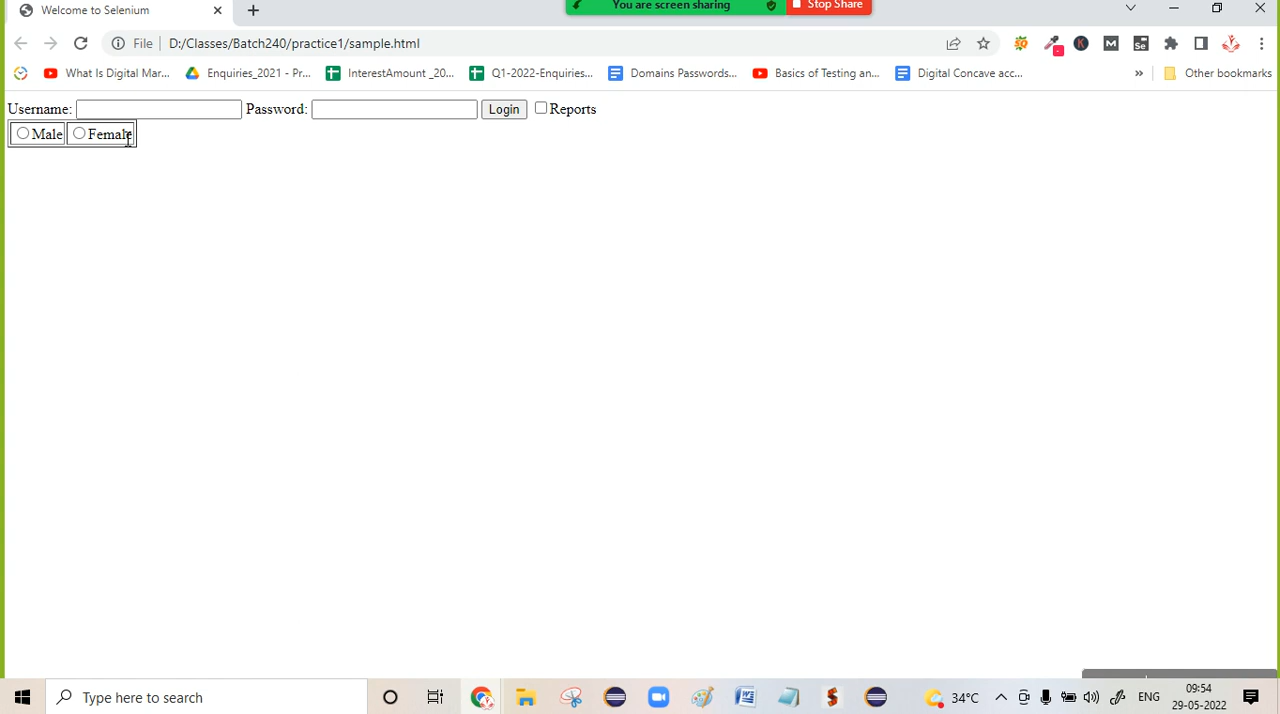 Welcome to Selenium
You are screen sharing
Stop Share
File D:/Classes/Batch240/practice1/sample.html
What Is Digital Mar... Enquiries_2021 - Pr... InterestAmount _20... Q1-2022-Enquiries... Domains Passwords... Basics of Testing an... Digital Concave acc... » Other bookmarks
Username: Password: Login Reports
Male Female
Type here to search
34°C ENG 09:54
29-05-2022